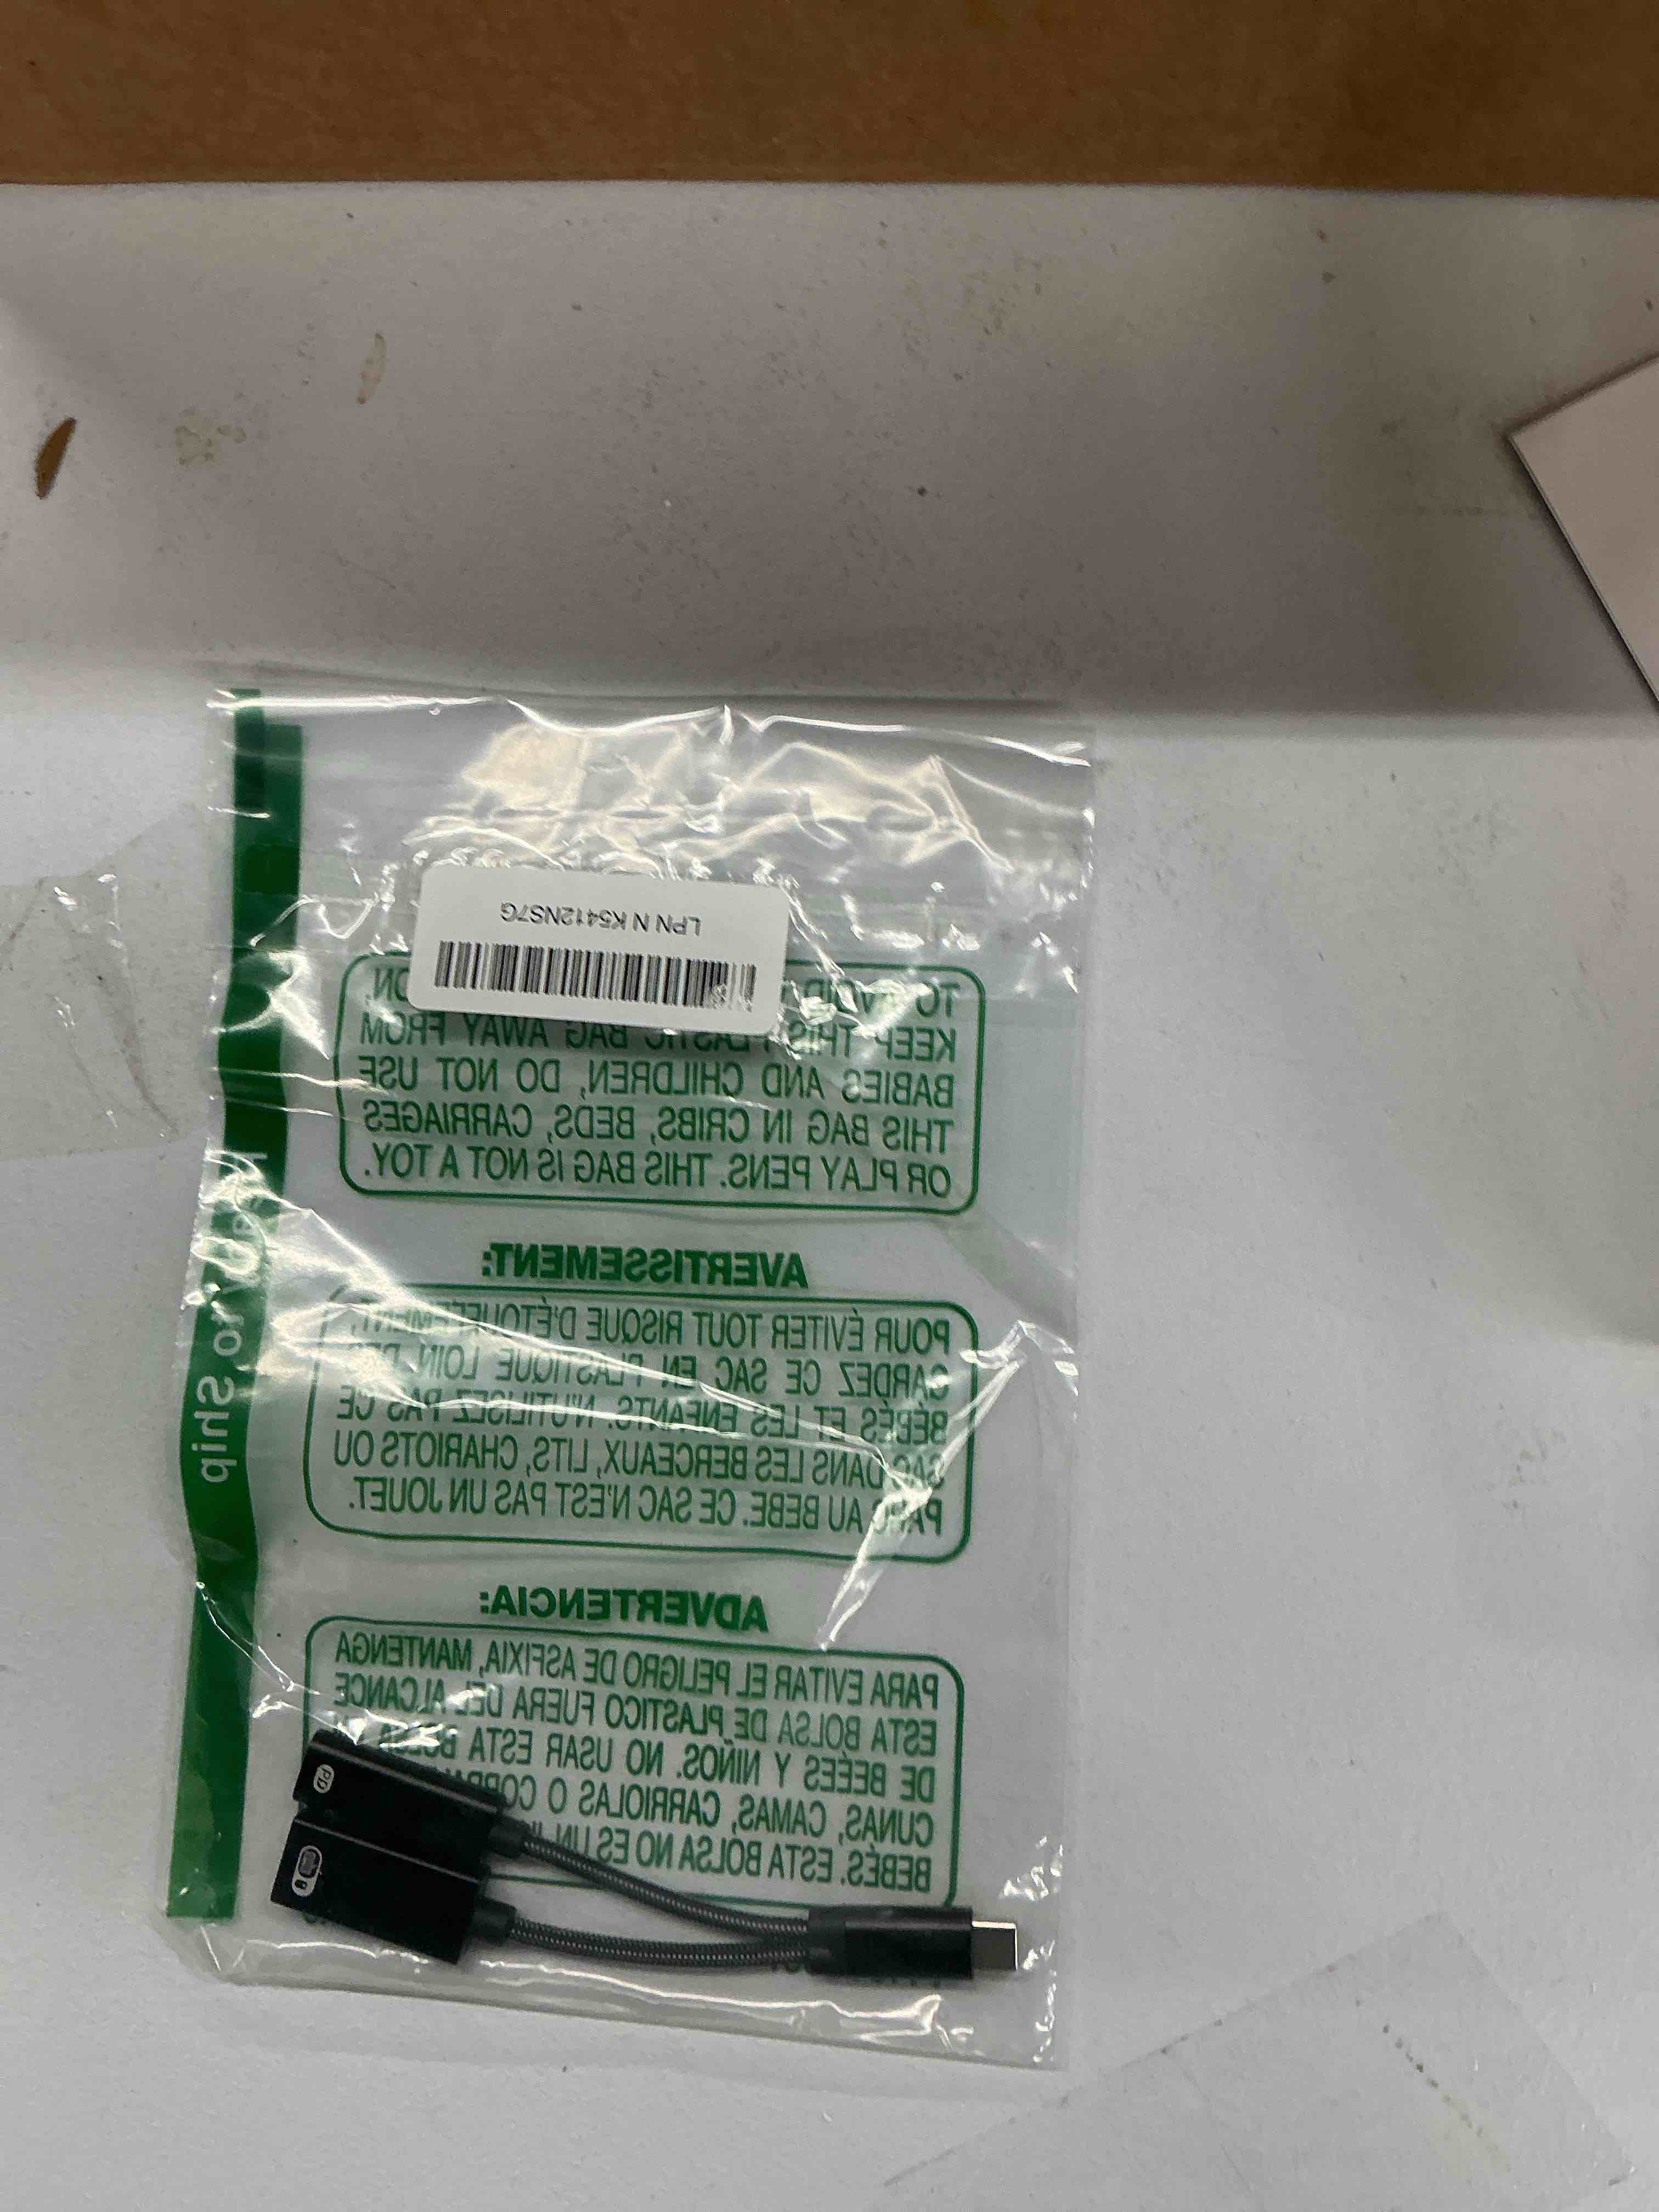 LPN N K5412NS7G
TO AVOID
KEEP THIS PLASTIC BAG AWAY FROM
BABIES AND CHILDREN, DO NOT USE
THIS BAG IN CRIBS, BEDS, CARRIAGES
OR PLAY PENS. THIS BAG IS NOT A TOY.
AVERTISSEMENT:
POUR ÉVITER TOUT RISQUE D'ÉTOUFFEMENT,
GARDEZ CE SAC EN PLASTIQUE LOIN DES
BÉBÉS ET LES ENFANTS. N'UTILISEZ PAS CE
SAC DANS LES BERCEAUX, LITS, CHARIOTS OU
PARC AU BEBE. CE SAC N'EST PAS UN JOUET.
ADVERTENCIA:
PARA EVITAR EL PELIGRO DE ASFIXIA, MANTENGA
ESTA BOLSA DE PLASTICO FUERA DEL ALCANCE
DE BEÉES Y NIÑOS. NO USAR ESTA BOLSA
CUNAS, CAMAS, CARRIOLAS O
BEBÉS. ESTA BOLSA NO ES UN
Ready to Ship
PD